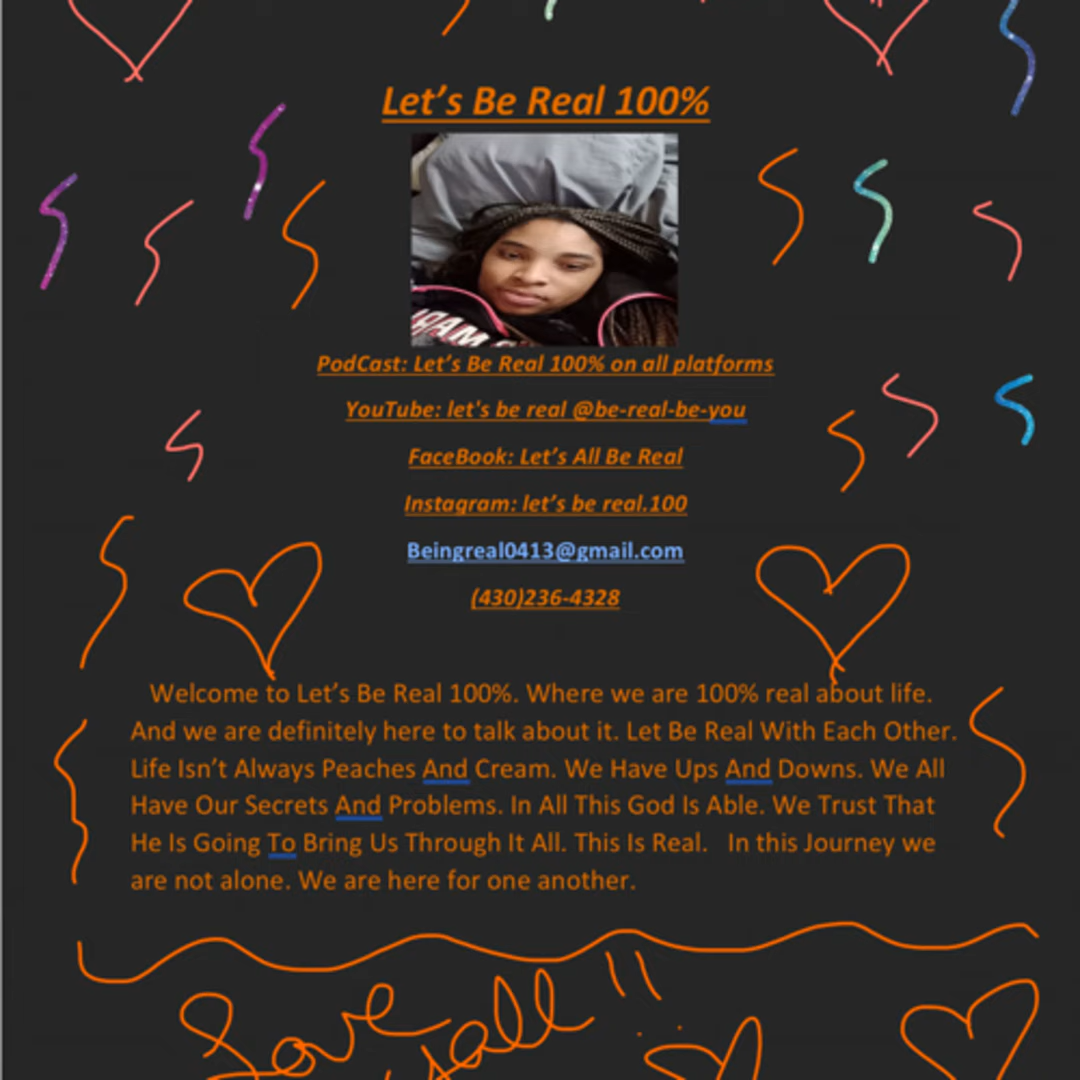 Let's Be Real 100%
PodCast: Let's Be Real 100% on all platforms
YouTube: let's be real @be-real-be-you
FaceBook: Let's All Be Real
Instagram: let's be real.100
Beingreal0413@gmail.com
(430)236-4328
Welcome to Let's Be Real 100%. Where we are 100% real about life.
And we are definitely here to talk about it. Let Be Real With Each Other.
Life Isn't Always Peaches And Cream. We Have Ups And Downs. We All
Have Our Secrets And Problems. In All This God Is Able. We Trust That
He Is Going To Bring Us Through It All. This Is Real.   In this Journey we
are not alone. We are here for one another.
Love
yall !!